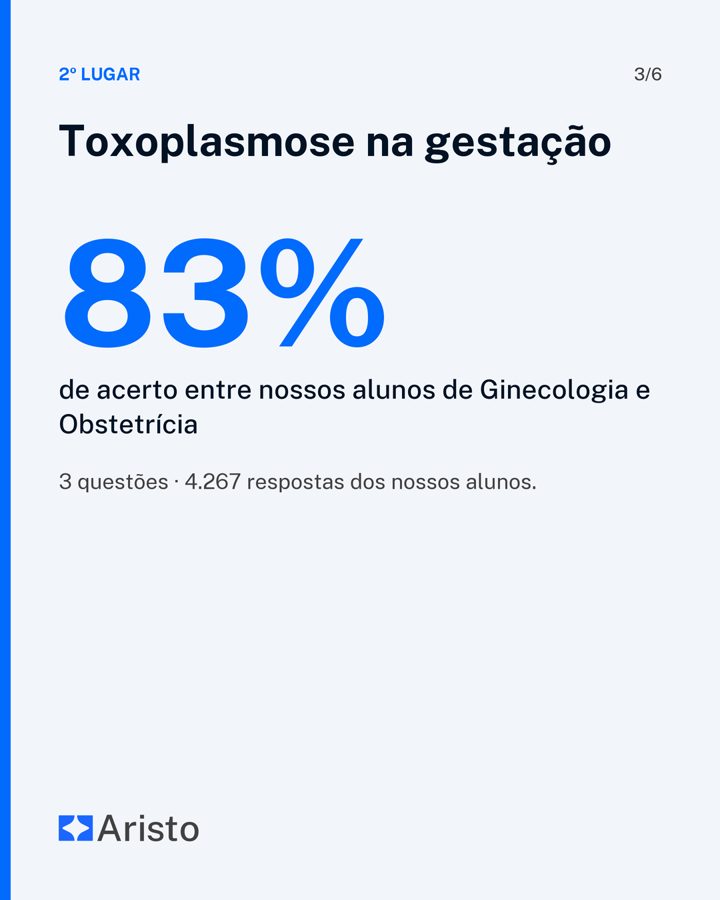 2º LUGAR
3/6
Toxoplasmose na gestação
83%
de acerto entre nossos alunos de Ginecologia e
Obstetrícia
3 questões · 4.267 respostas dos nossos alunos.
Aristo